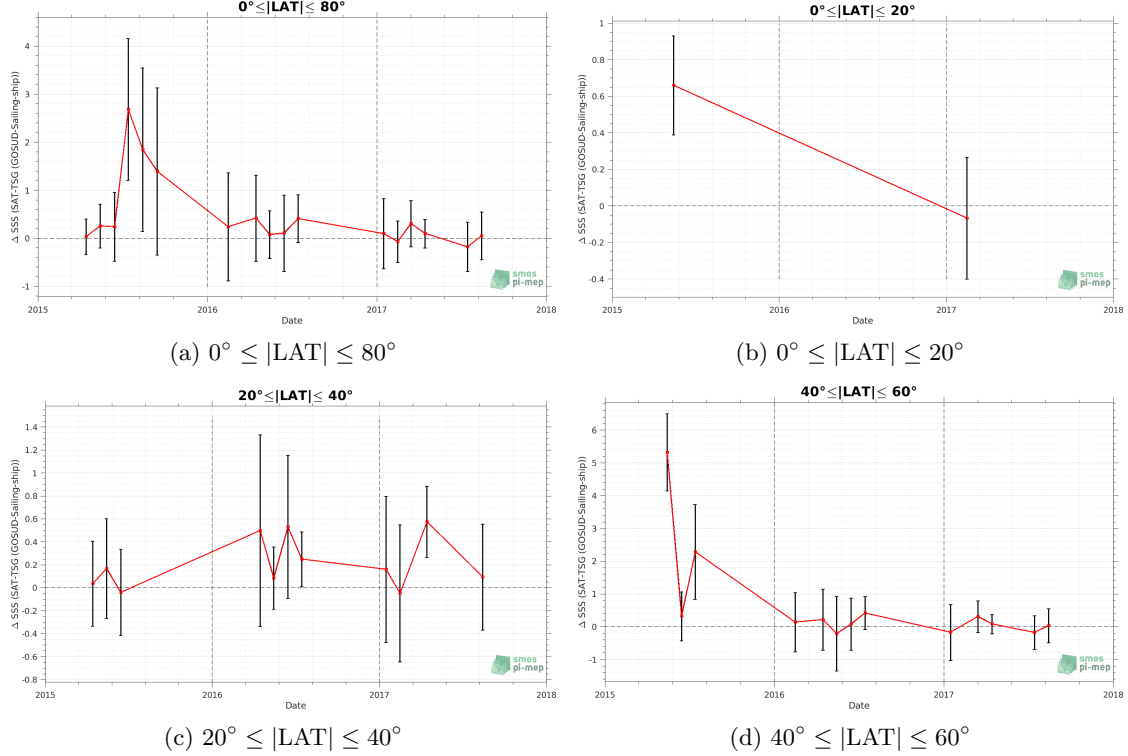 0°≤|LAT|≤ 80°
Δ SSS (SAT-TSG (GOSUD-Sailing-ship))
4
3
2
1
0
-1
2015
2016
2017
2018
Date
smos
pi-mep
(a) 0° ≤ |LAT| ≤ 80°
0°≤|LAT|≤ 20°
Δ SSS (SAT-TSG (GOSUD-Sailing-ship))
1
0.8
0.6
0.4
0.2
0
-0.2
-0.4
2015
2016
2017
2018
Date
smos
pi-mep
(b) 0° ≤ |LAT| ≤ 20°
20°≤|LAT|≤ 40°
Δ SSS (SAT-TSG (GOSUD-Sailing-ship))
1.4
1.2
1
0.8
0.6
0.4
0.2
0
-0.2
-0.4
-0.6
-0.8
2015
2016
2017
2018
Date
smos
pi-mep
(c) 20° ≤ |LAT| ≤ 40°
40°≤|LAT|≤ 60°
Δ SSS (SAT-TSG (GOSUD-Sailing-ship))
6
5
4
3
2
1
0
-1
2015
2016
2017
2018
Date
smos
pi-mep
(d) 40° ≤ |LAT| ≤ 60°